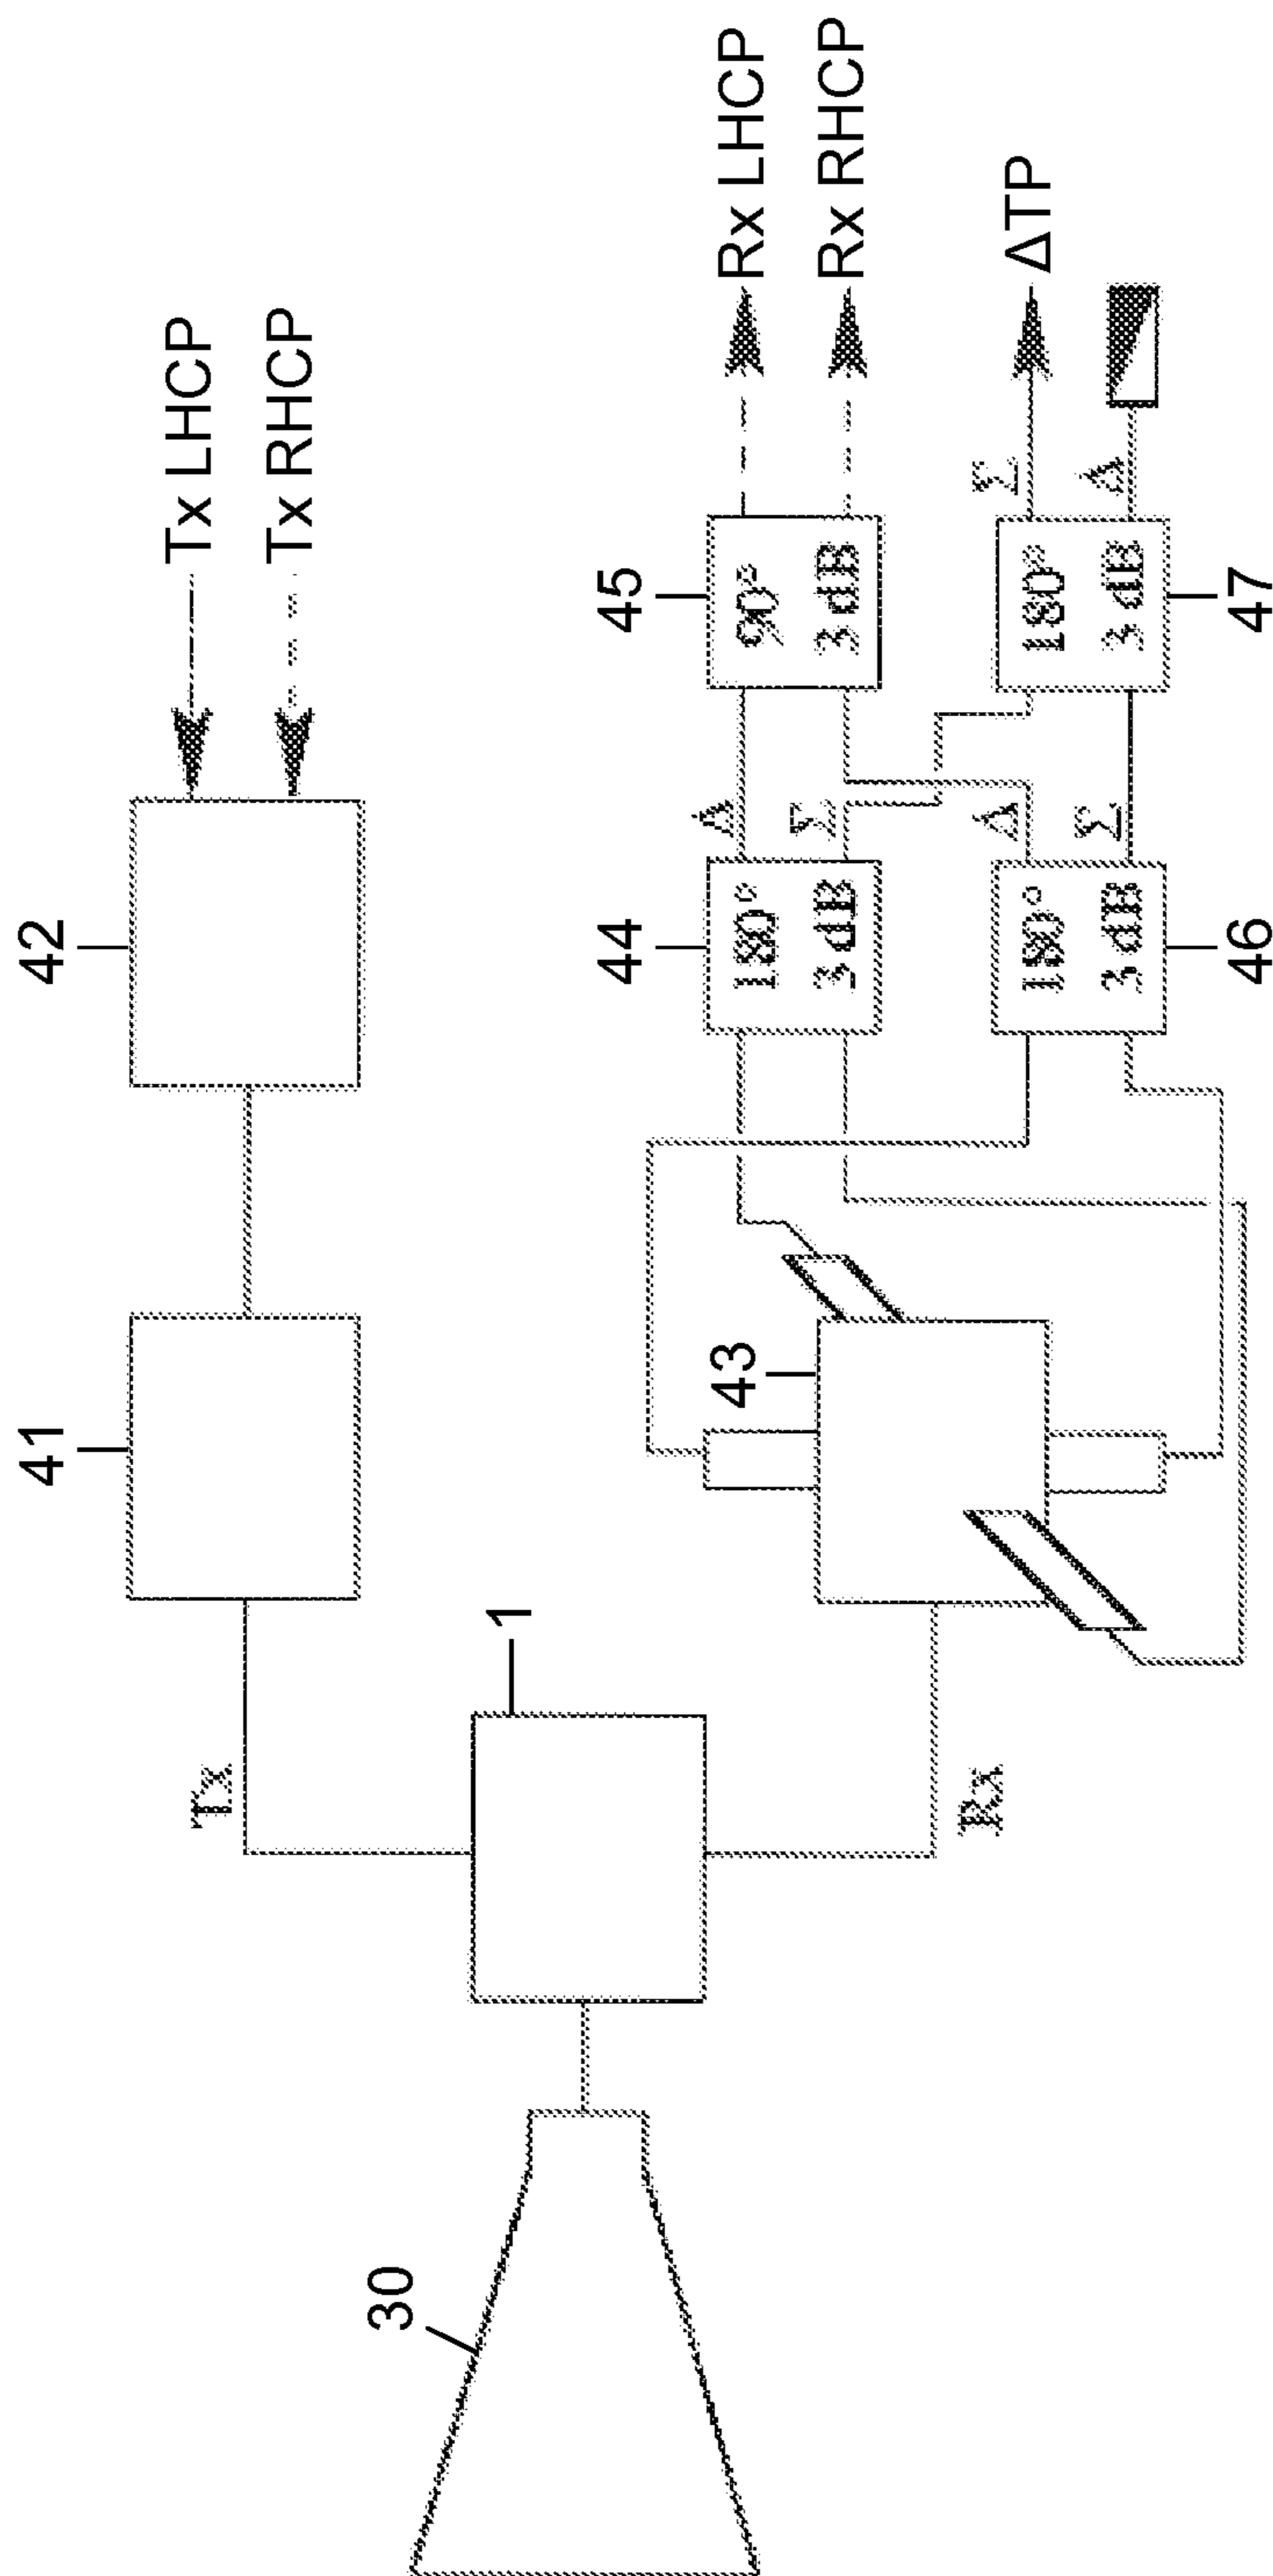 Tx LHCP
Tx RHCP
42
41
Tx
1
30
Rx
43
44
180°
3 dB
Δ
Σ
45
90°
3 dB
Rx LHCP
Rx RHCP
46
180°
3 dB
Δ
Σ
47
180°
3 dB
Σ
Δ
ΔTP